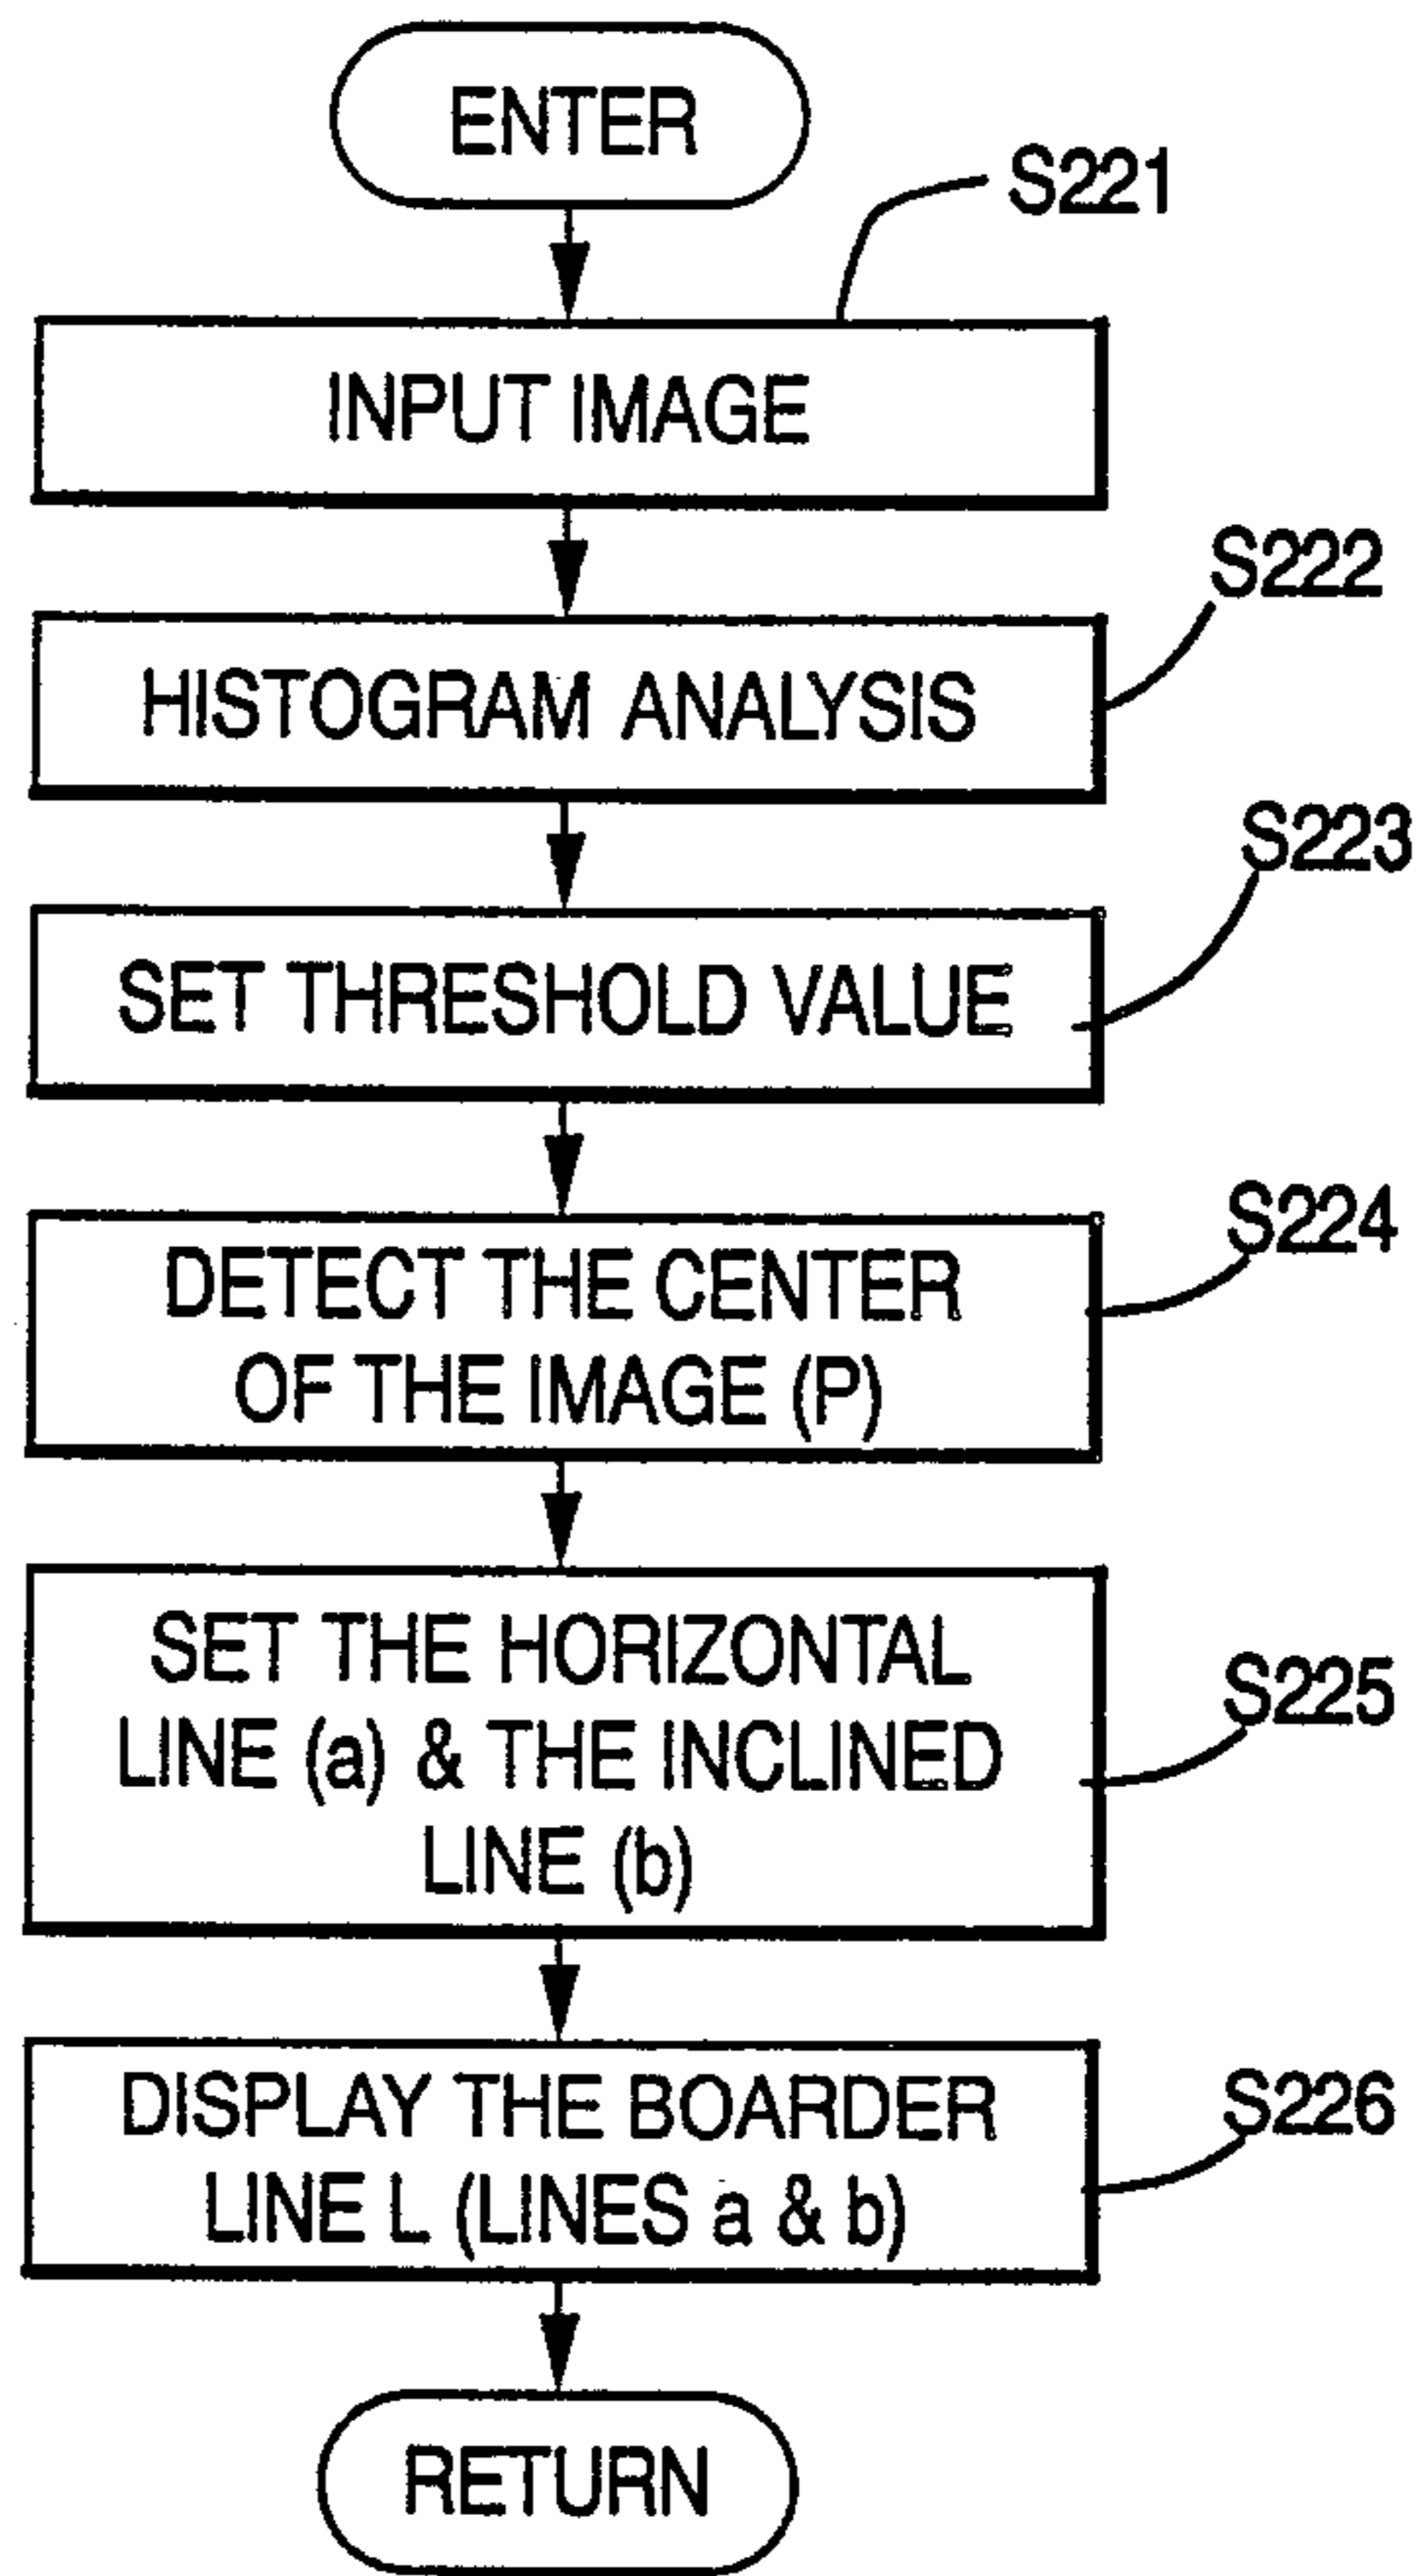 ENTER
S221
INPUT IMAGE
S222
HISTOGRAM ANALYSIS
S223
SET THRESHOLD VALUE
S224
DETECT THE CENTER
OF THE IMAGE (P)
SET THE HORIZONTAL
S225
LINE (a) & THE INCLINED
LINE (b)
DISPLAY THE BOARDER
S226
LINE L (LINES a & b)
RETURN